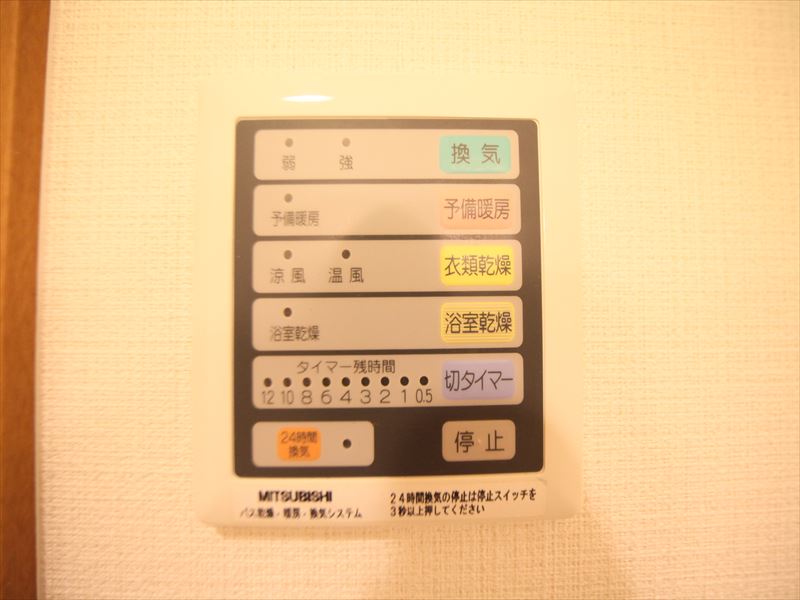 弱 強 換気
予備暖房 予備暖房
涼風 温風 衣類乾燥
浴室乾燥 浴室乾燥
タイマー残時間
12 10 8 6 4 3 2 1 0.5 切タイマー
24時間
換気
停止
MITSUBISHI
バス乾燥・暖房・換気システム
24時間換気の停止は停止スイッチを
3秒以上押してください